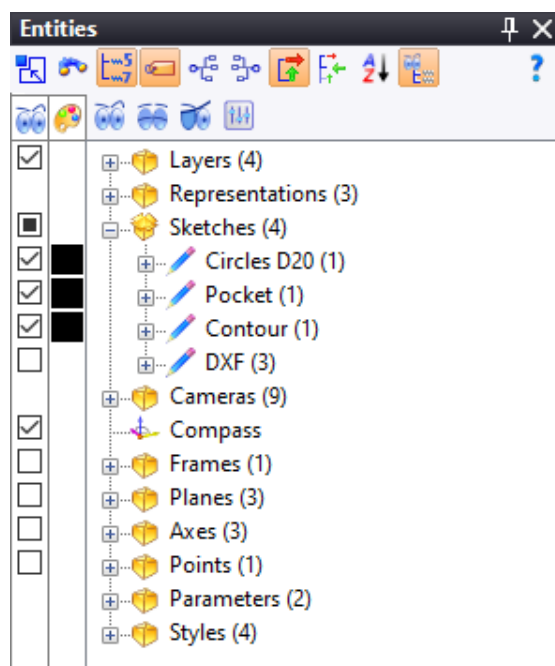 Entities
Layers (4)
Representations (3)
Sketches (4)
Circles D20 (1)
Pocket (1)
Contour (1)
DXF (3)
Cameras (9)
Compass
Frames (1)
Planes (3)
Axes (3)
Points (1)
Parameters (2)
Styles (4)